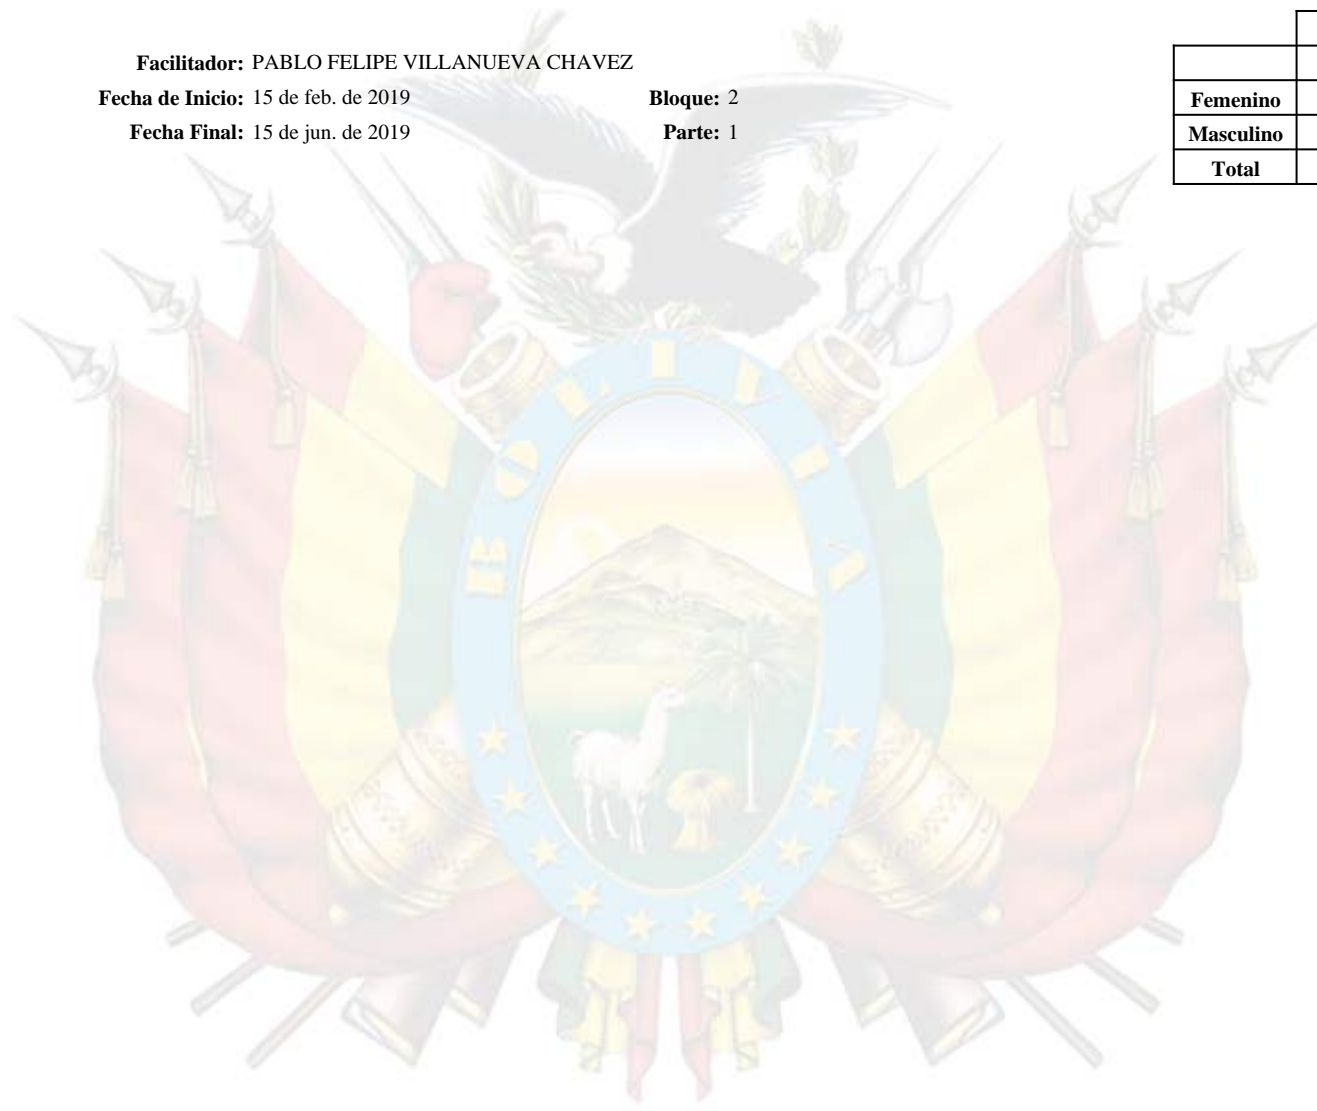 Facilitador: PABLO FELIPE VILLANUEVA CHAVEZ
Fecha de Inicio: 15 de feb. de 2019 Bloque: 2
Fecha Final: 15 de jun. de 2019 Parte: 1
Femenino
Masculino
Total
BOLIVIA